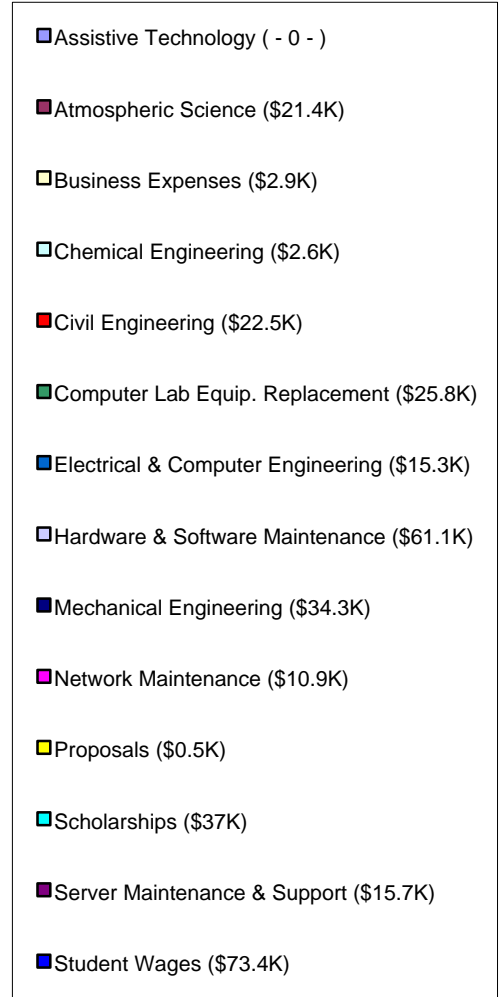 Assistive Technology ( - 0 - )
Atmospheric Science ($21.4K)
Business Expenses ($2.9K)
Chemical Engineering ($2.6K)
Civil Engineering ($22.5K)
Computer Lab Equip. Replacement ($25.8K)
Electrical & Computer Engineering ($15.3K)
Hardware & Software Maintenance ($61.1K)
Mechanical Engineering ($34.3K)
Network Maintenance ($10.9K)
Proposals ($0.5K)
Scholarships ($37K)
Server Maintenance & Support ($15.7K)
Student Wages ($73.4K)